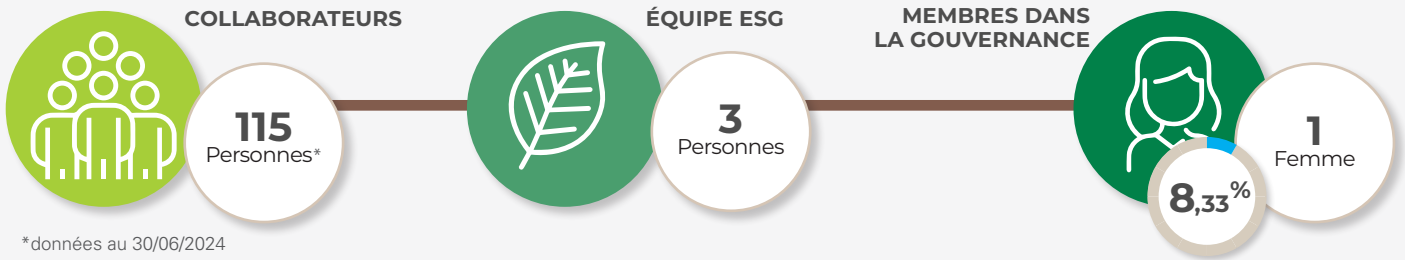 COLLABORATEURS
115
Personnes*
ÉQUIPE ESG
3
Personnes
MEMBRES DANS
LA GOUVERNANCE
8,33%
1
Femme
*données au 30/06/2024